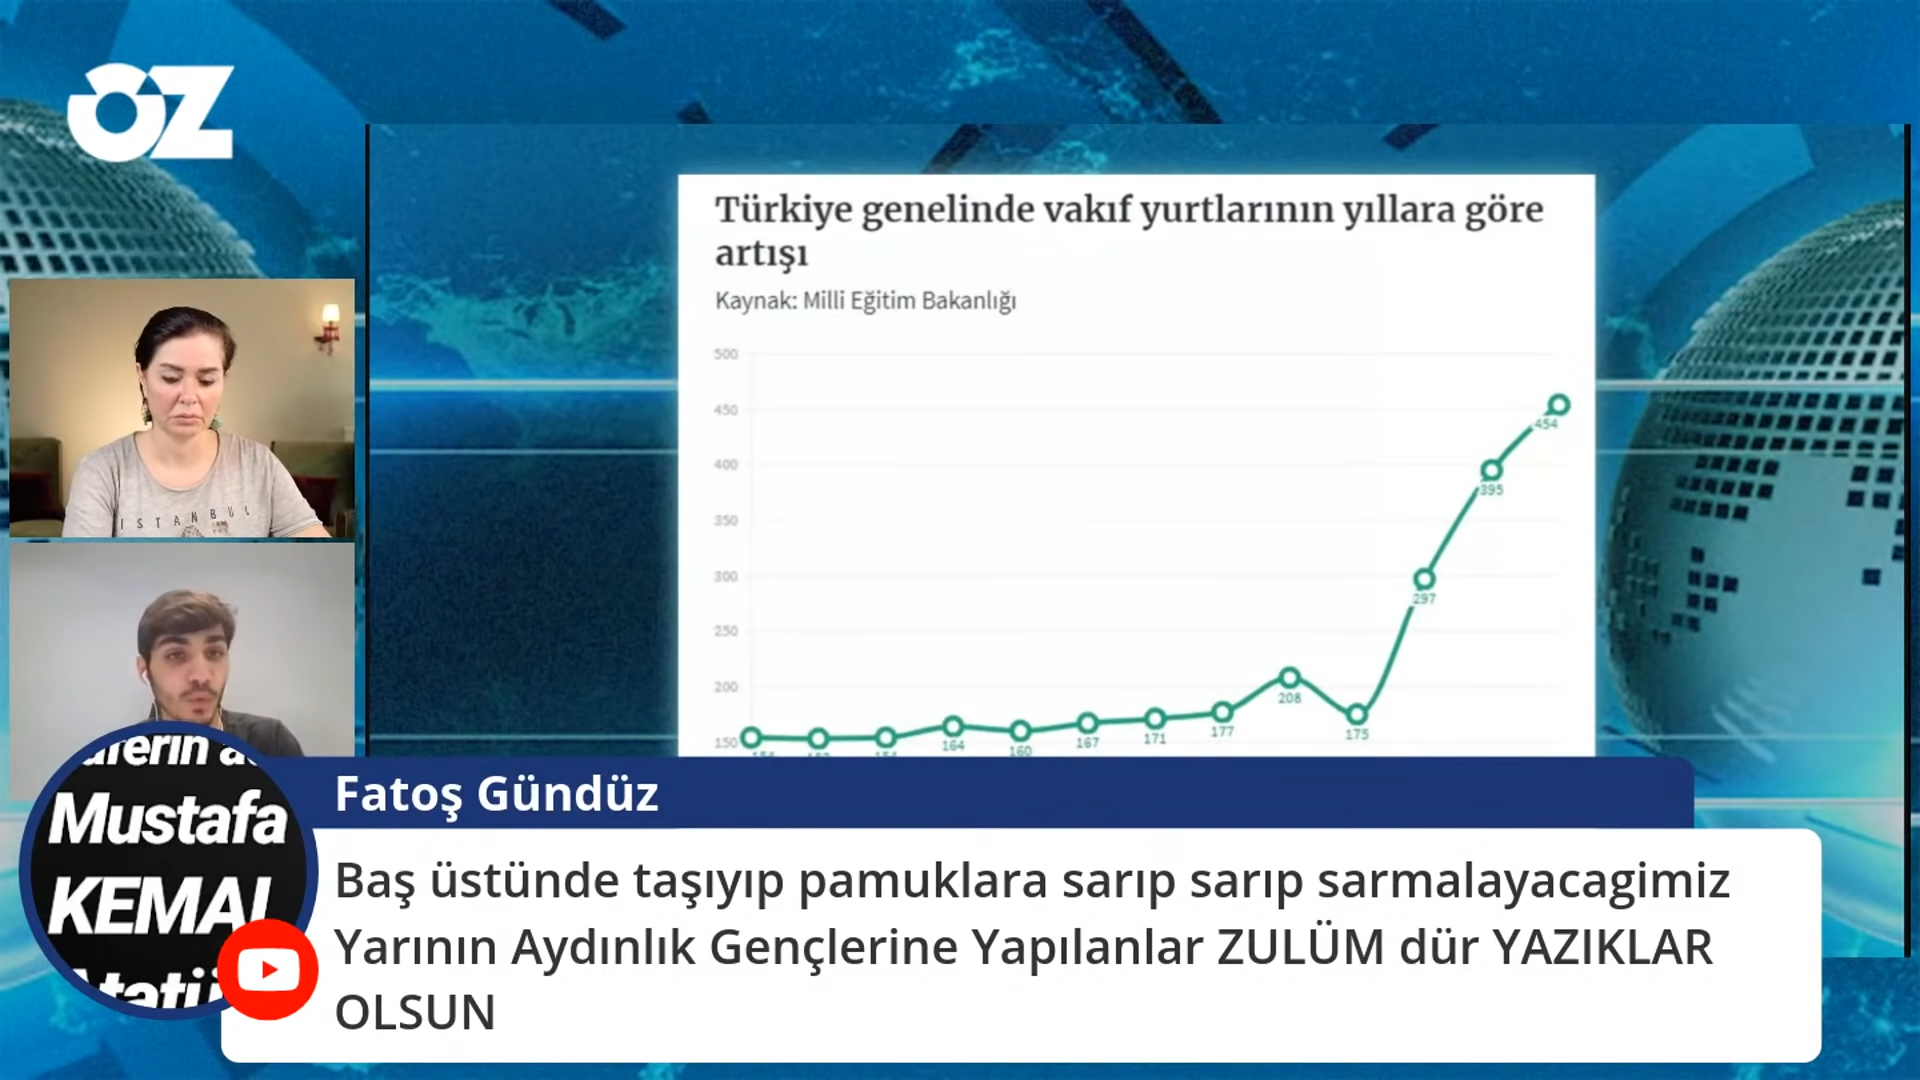 ÖZ
Türkiye genelinde vakıf yurtlarının yıllara göre
artışı
Kaynak: Milli Eğitim Bakanlığı
500
450
454
400
395
350
300
297
250
200
208
150
164
160
167
171
177
175
ISTANBUL
Mustafa
KEMAL
Fatoş Gündüz
Baş üstünde taşıyıp pamuklara sarıp sarıp sarmalayacagimiz
Yarının Aydınlık Gençlerine Yapılanlar ZULÜM dür YAZIKLAR
OLSUN